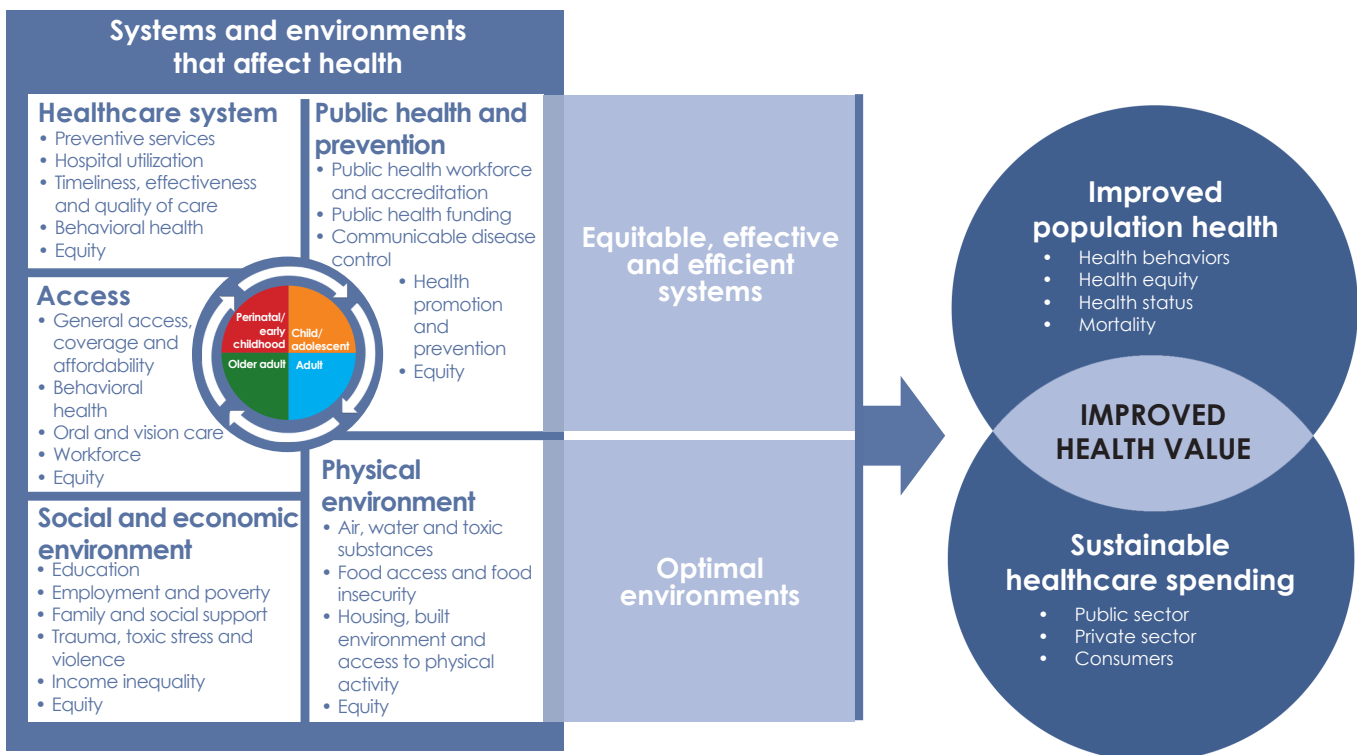 Systems and environments
that affect health
Healthcare system
• Preventive services
• Hospital utilization
• Timeliness, effectiveness
and quality of care
• Behavioral health
• Equity
Public health and
prevention
• Public health workforce
and accreditation
• Public health funding
• Communicable disease
control
• Health
promotion and
prevention
• Equity
Access
• General access,
coverage and
affordability
• Behavioral
health
• Oral and vision care
• Workforce
• Equity
Perinatal/
early
childhood
Child/
adolescent
Older adult
Adult
Social and economic
environment
• Education
• Employment and poverty
• Family and social support
• Trauma, toxic stress and
violence
• Income inequality
• Equity
Physical
environment
• Air, water and toxic
substances
• Food access and food
insecurity
• Housing, built
environment and
access to physical
activity
• Equity
Equitable, effective
and efficient
systems
Optimal
environments
Improved
population health
• Health behaviors
• Health equity
• Health status
• Mortality
IMPROVED
HEALTH VALUE
Sustainable
healthcare spending
• Public sector
• Private sector
• Consumers